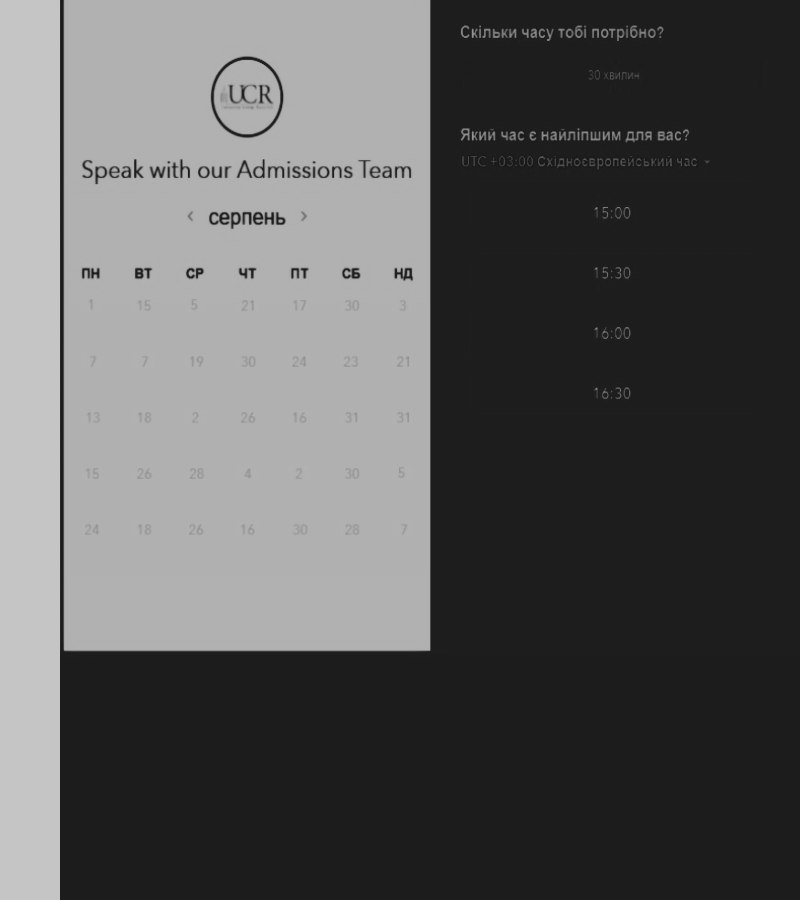 UCR
Speak with our Admissions Team
‹ серпень ›
ПН ВТ СР ЧТ ПТ СБ НД
1 15 5 21 17 30 3
7 7 19 30 24 23 21
13 18 2 26 16 31 31
15 26 28 4 2 30 5
24 18 26 16 30 28 7
Скільки часу тобі потрібно?
30 хвилин
Який час є найліпшим для вас?
UTC +03:00 Східноєвропейський час
15:00
15:30
16:00
16:30